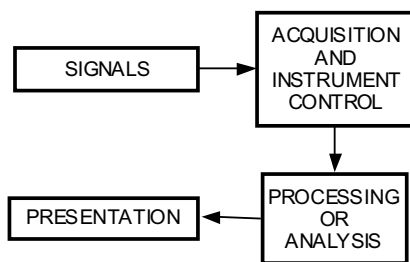 SIGNALS
ACQUISITION
AND
INSTRUMENT
CONTROL
PROCESSING
OR
ANALYSIS
PRESENTATION